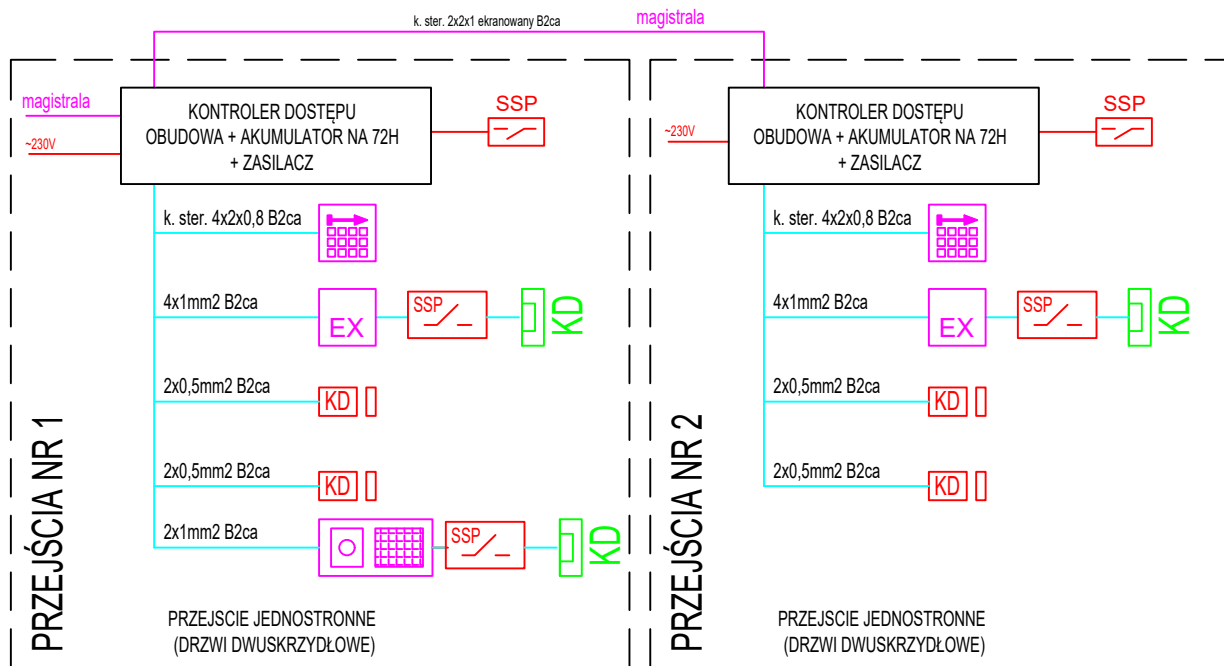 k. ster. 2x2x1 ekranowany B2ca
magistrala
magistrala
~230V
KONTROLER DOSTĘPU
OBUDOWA + AKUMULATOR NA 72H
+ ZASILACZ
SSP
k. ster. 4x2x0,8 B2ca
4x1mm2 B2ca
EX
SSP
KD
2x0,5mm2 B2ca
KD
2x0,5mm2 B2ca
KD
2x1mm2 B2ca
SSP
KD
PRZEJŚCIA NR 1
PRZEJSCIE JEDNOSTRONNE
(DRZWI DWUSKRZYDŁOWE)
~230V
KONTROLER DOSTĘPU
OBUDOWA + AKUMULATOR NA 72H
+ ZASILACZ
SSP
k. ster. 4x2x0,8 B2ca
4x1mm2 B2ca
EX
SSP
KD
2x0,5mm2 B2ca
KD
2x0,5mm2 B2ca
KD
PRZEJŚCIA NR 2
PRZEJSCIE JEDNOSTRONNE
(DRZWI DWUSKRZYDŁOWE)